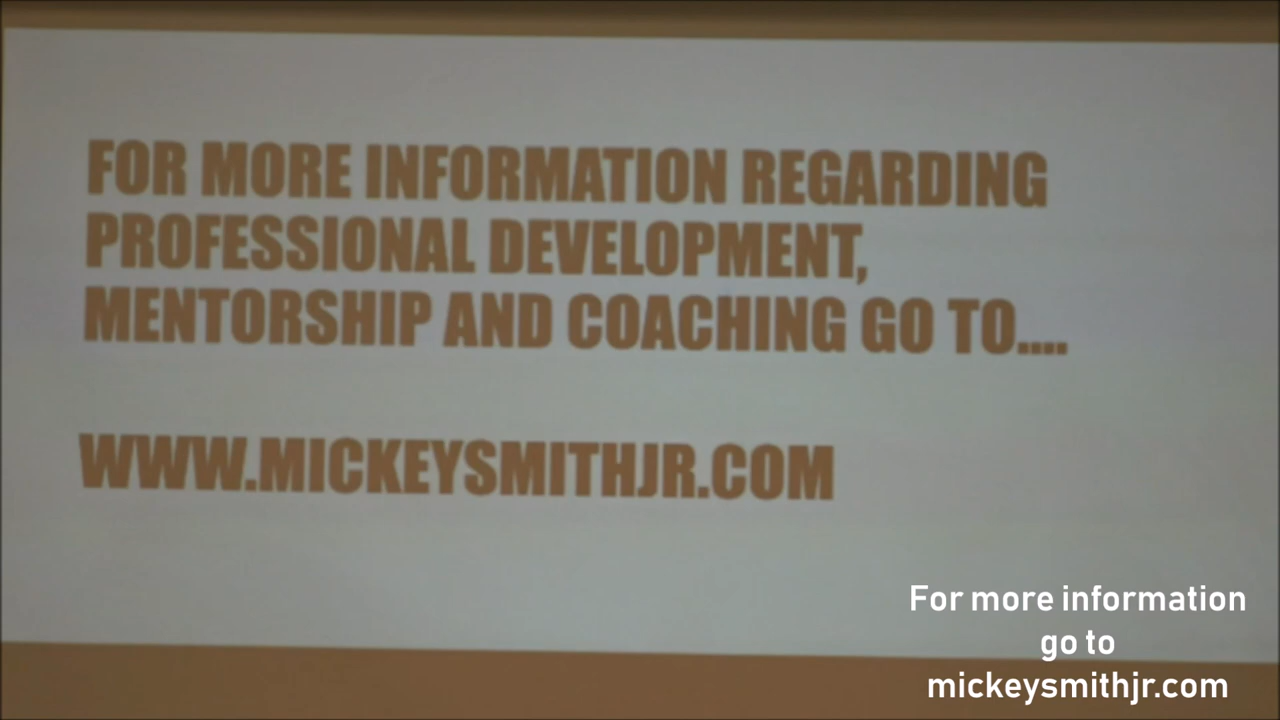 FOR MORE INFORMATION REGARDING
PROFESSIONAL DEVELOPMENT,
MENTORSHIP AND COACHING GO TO....
WWW.MICKEYSMITHJR.COM
For more information
go to
mickeysmithjr.com